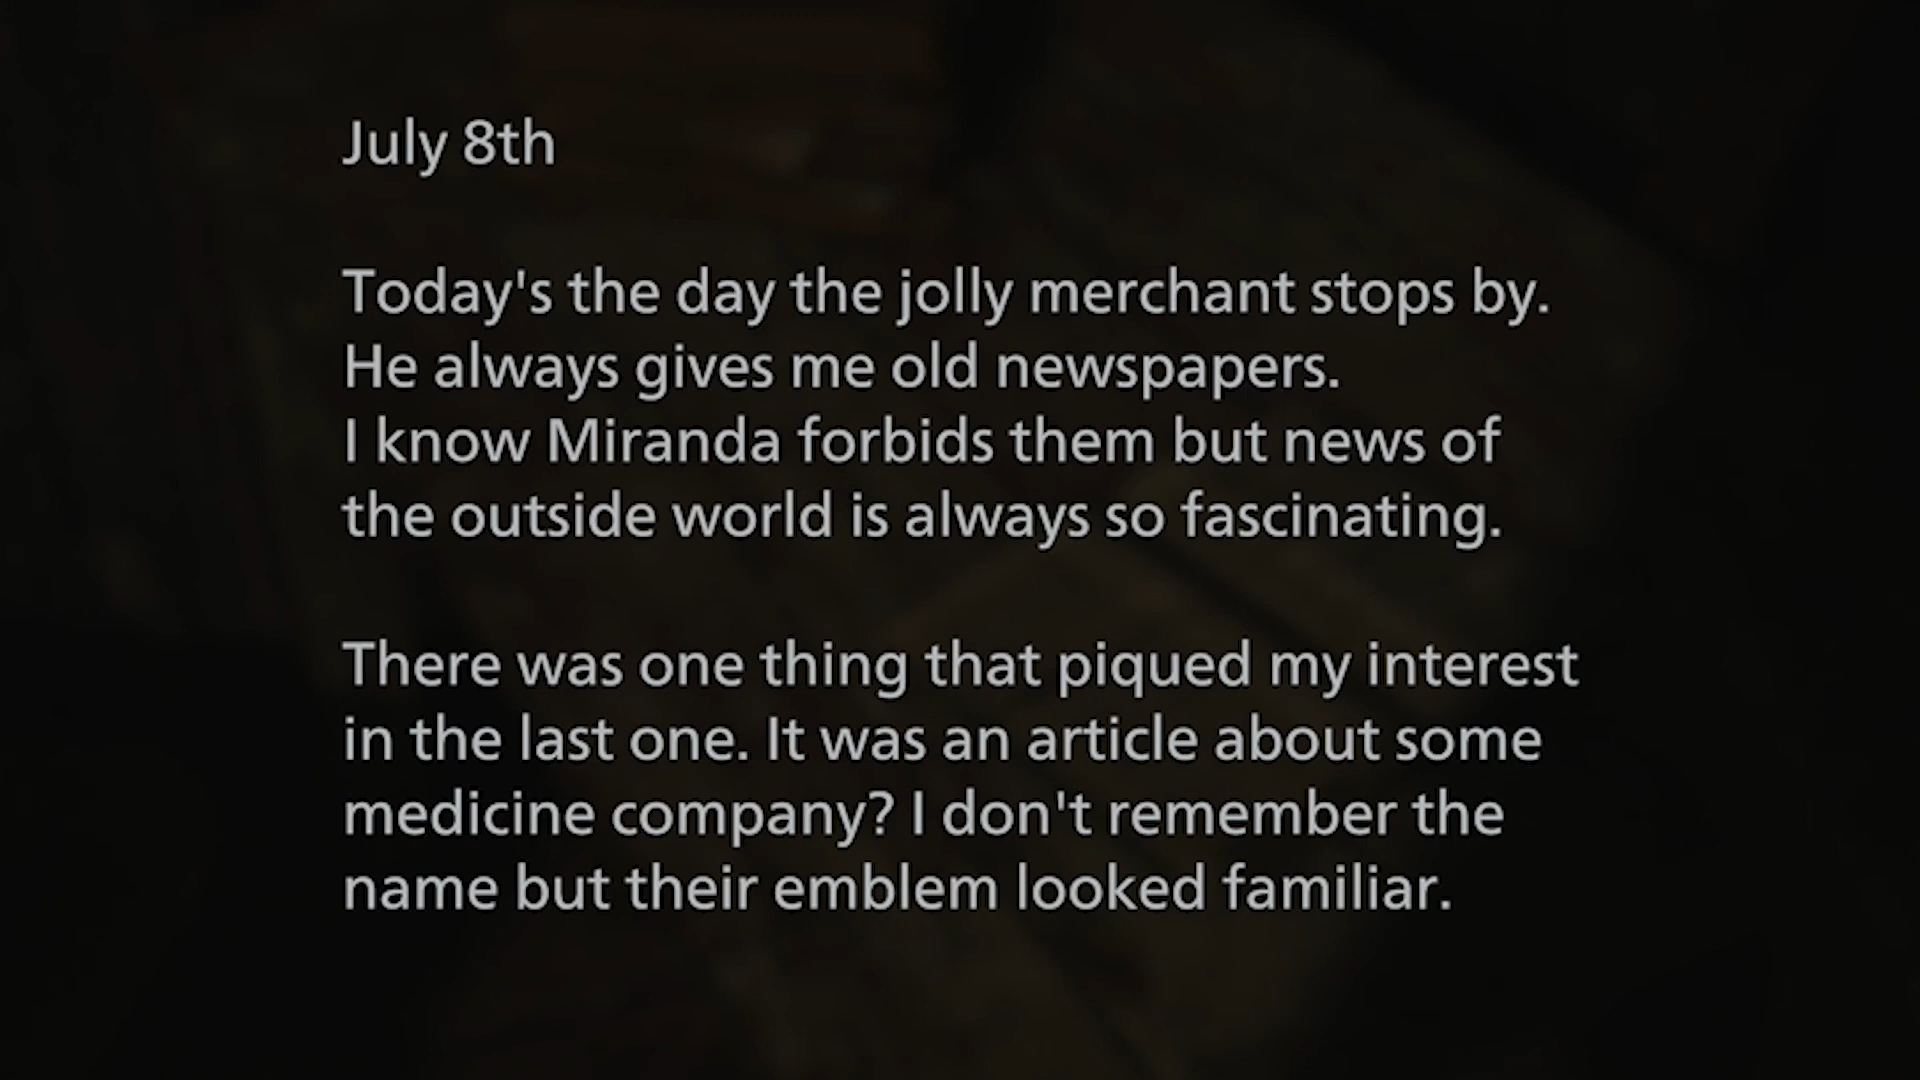 July 8th
Today's the day the jolly merchant stops by.
He always gives me old newspapers.
I know Miranda forbids them but news of
the outside world is always so fascinating.
There was one thing that piqued my interest
in the last one. It was an article about some
medicine company? I don't remember the
name but their emblem looked familiar.